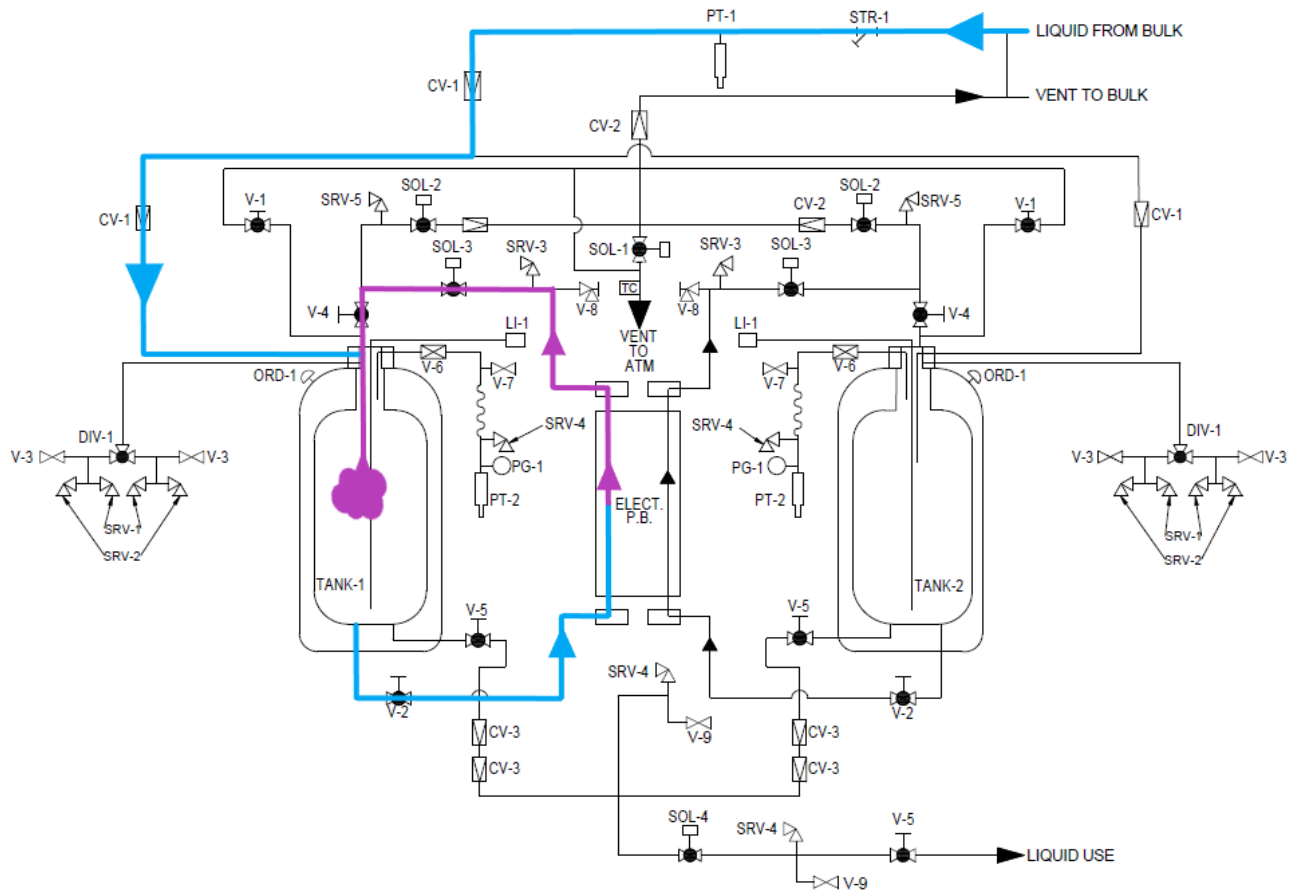 PT-1
STR-1
LIQUID FROM BULK
CV-1
VENT TO BULK
CV-2
V-1
SRV-5
SOL-2
SOL-2
SRV-5
V-1
CV-1
CV-2
CV-1
SOL-3
SRV-3
SOL-1
SRV-3
SOL-3
TC
V-4
V-8
VENT
TO
ATM
V-8
V-4
LI-1
LI-1
V-6
V-7
V-7
V-6
ORD-1
ORD-1
DIV-1
SRV-4
SRV-4
DIV-1
V-3
V-3
PG-1
PG-1
V-3
V-3
PT-2
ELECT.
P.B.
PT-2
SRV-1
SRV-2
SRV-1
SRV-2
TANK-1
TANK-2
V-5
V-5
SRV-4
V-2
V-2
CV-3
V-9
CV-3
CV-3
CV-3
SOL-4
SRV-4
V-5
LIQUID USE
V-9